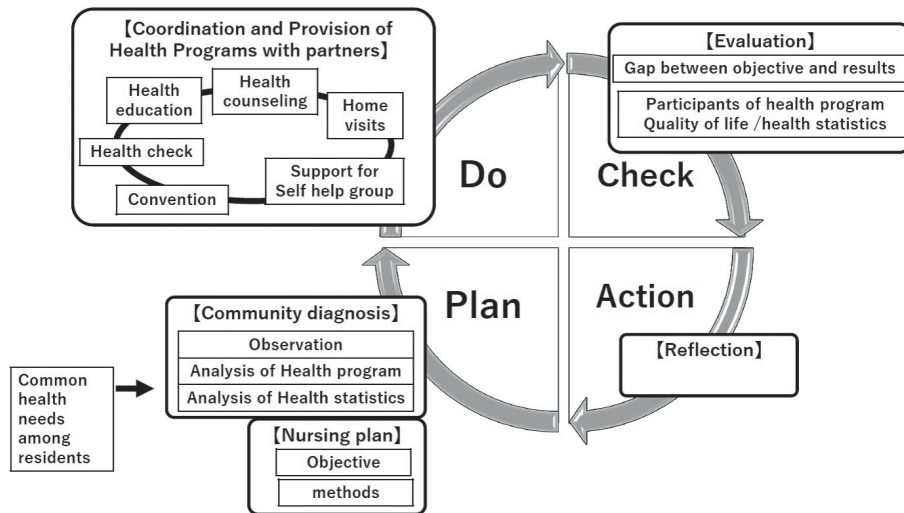 【Coordination and Provision of
Health Programs with partners】
Health
education
Health
counseling
Home
visits
Health check
Convention
Support for
Self help group
【Evaluation】
Gap between objective and results
Participants of health program
Quality of life /health statistics
Do
Check
Plan
Action
【Community diagnosis】
Observation
Analysis of Health program
Analysis of Health statistics
【Reflection】
Common
health
needs
among
residents
【Nursing plan】
Objective
methods